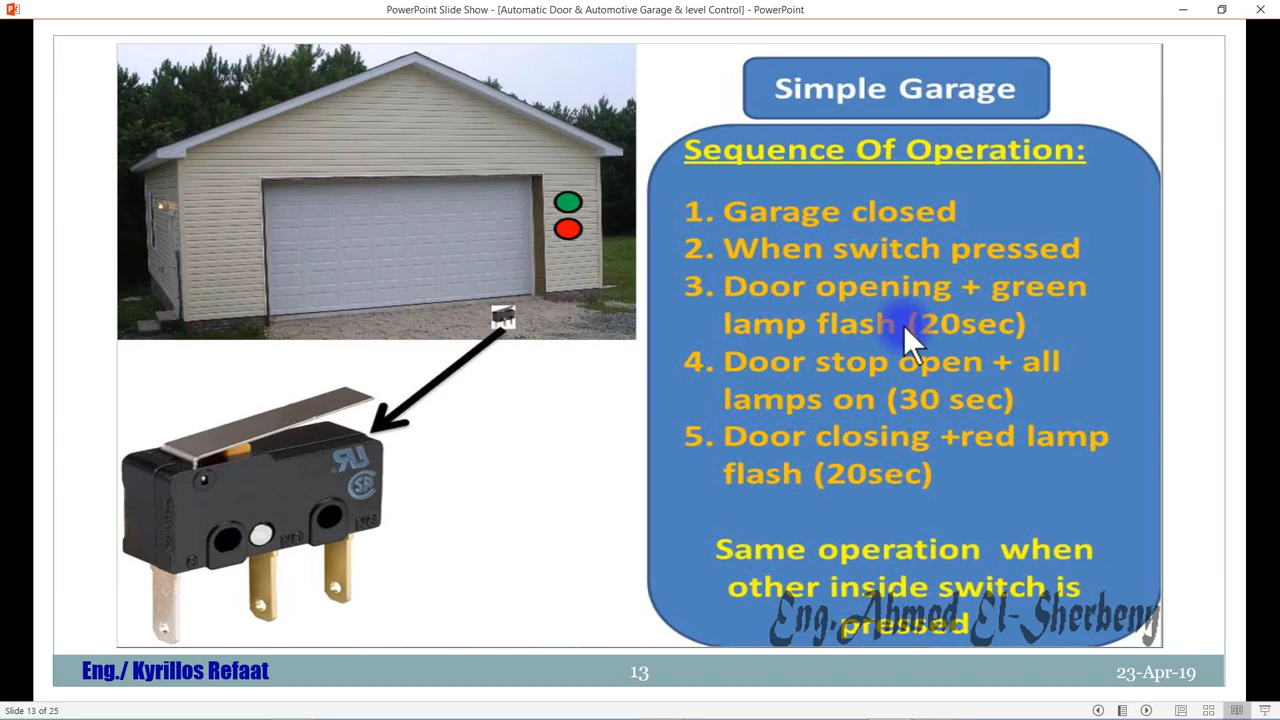 PowerPoint Slide Show - [Automatic Door & Automotive Garage & level Control] - PowerPoint
Simple Garage
Sequence Of Operation:
1. Garage closed
2. When switch pressed
3. Door opening + green
lamp flash (20sec)
4. Door stop open + all
lamps on (30 sec)
5. Door closing +red lamp
flash (20sec)
Same operation when
other inside switch is
pressed
Eng.Ahmed El-Sherbeny
Eng./ Kyrillos Refaat
13
23-Apr-19
Slide 13 of 25